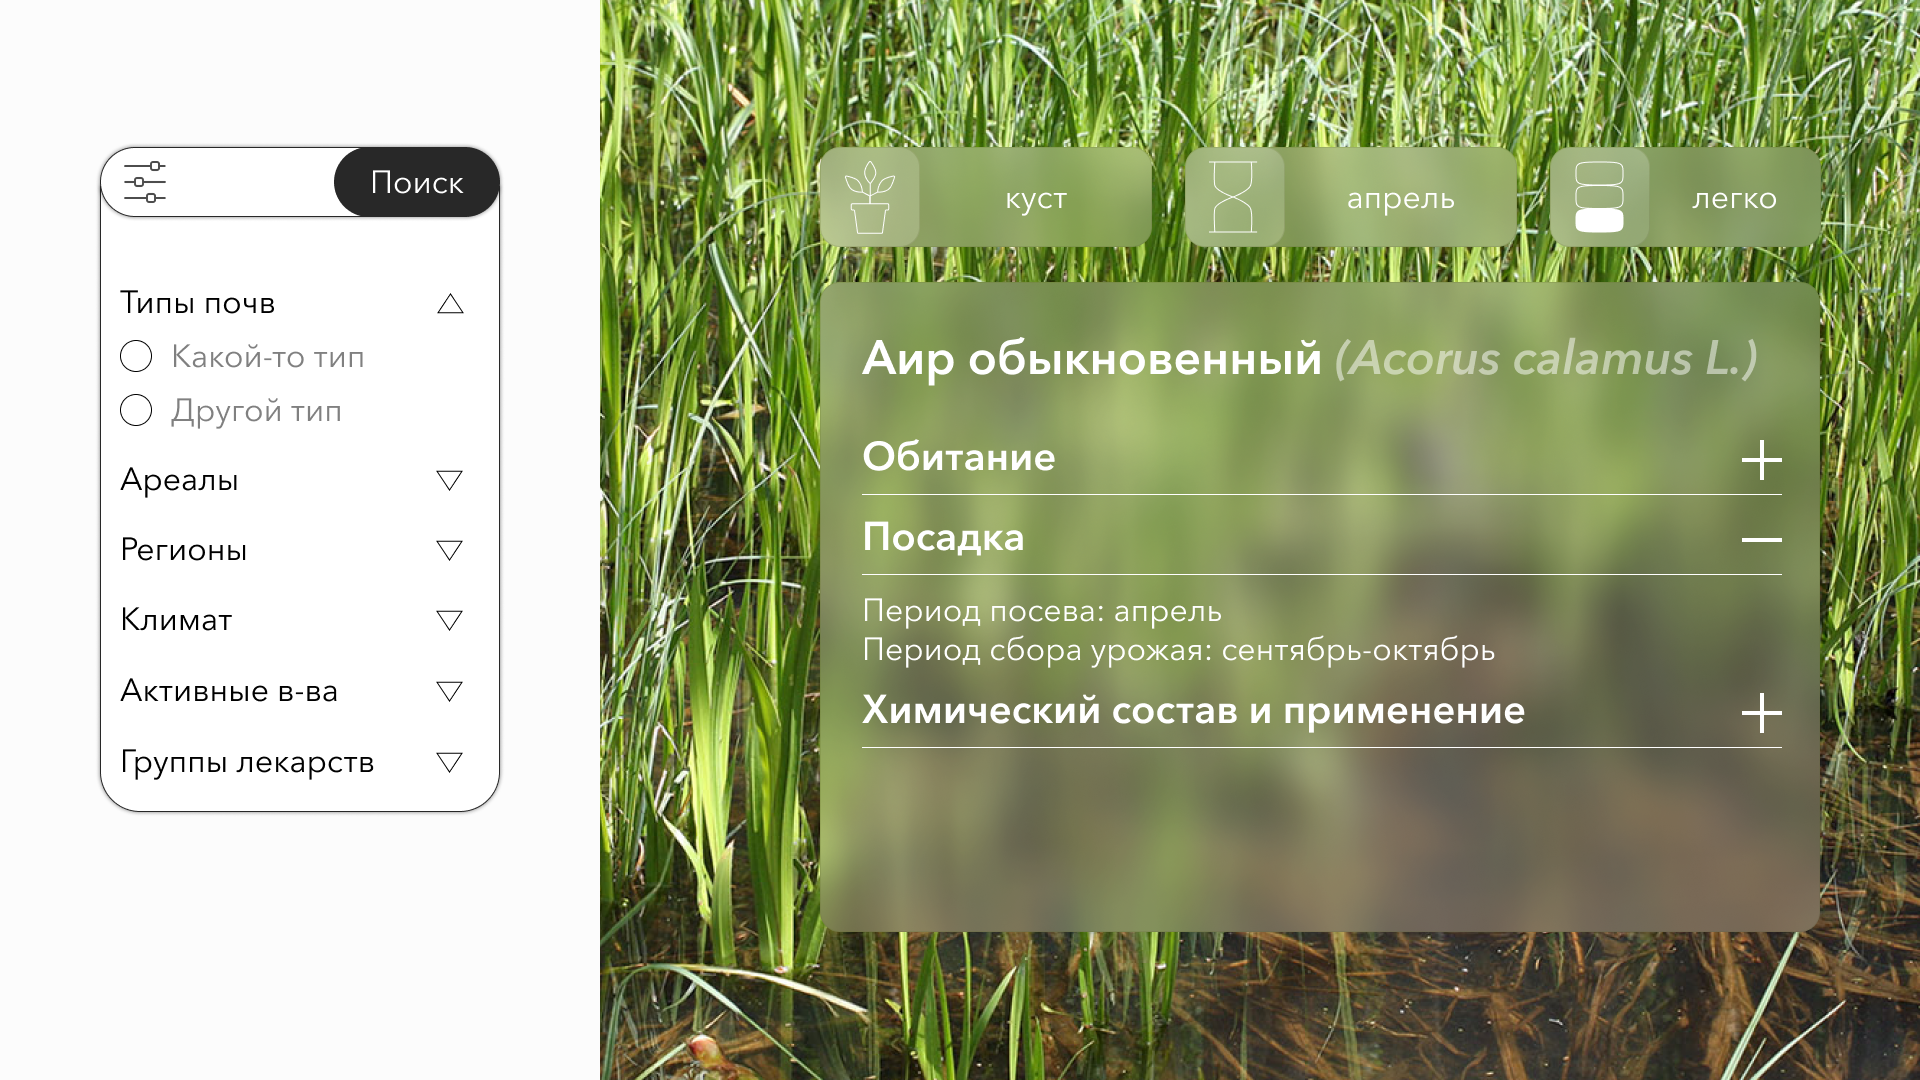 Поиск
Типы почв
Какой-то тип
Другой тип
Ареалы
Регионы
Климат
Активные в-ва
Группы лекарств
куст
апрель
легко
Аир обыкновенный (Acorus calamus L.)
Обитание
Посадка
Период посева: апрель
Период сбора урожая: сентябрь-октябрь
Химический состав и применение